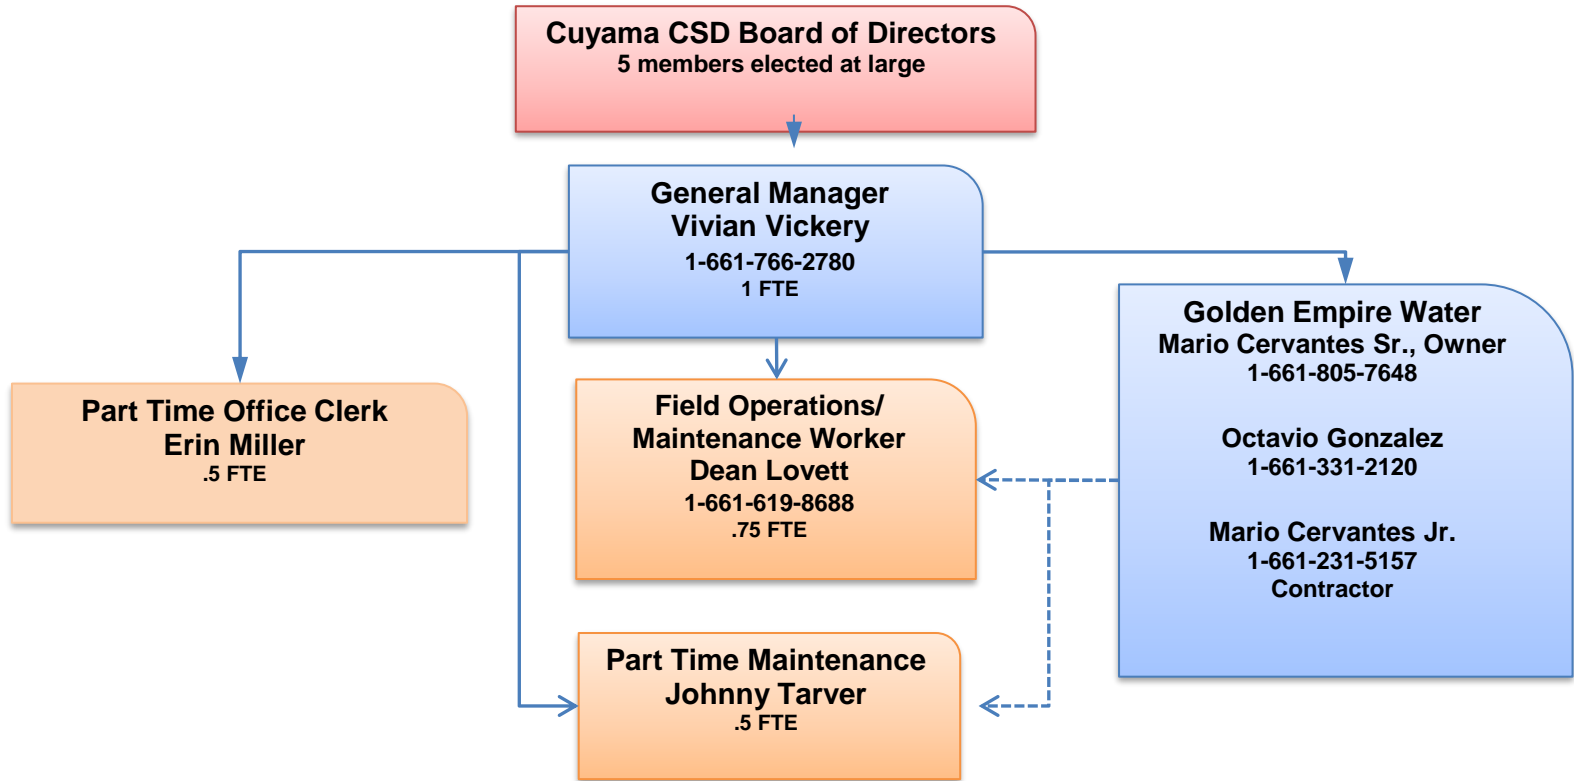 Cuyama CSD Board of Directors
5 members elected at large
General Manager
Vivian Vickery
1-661-766-2780
1 FTE
Part Time Office Clerk
Erin Miller
.5 FTE
Field Operations/
Maintenance Worker
Dean Lovett
1-661-619-8688
.75 FTE
Golden Empire Water
Mario Cervantes Sr., Owner
1-661-805-7648
Octavio Gonzalez
1-661-331-2120
Mario Cervantes Jr.
1-661-231-5157
Contractor
Part Time Maintenance
Johnny Tarver
.5 FTE